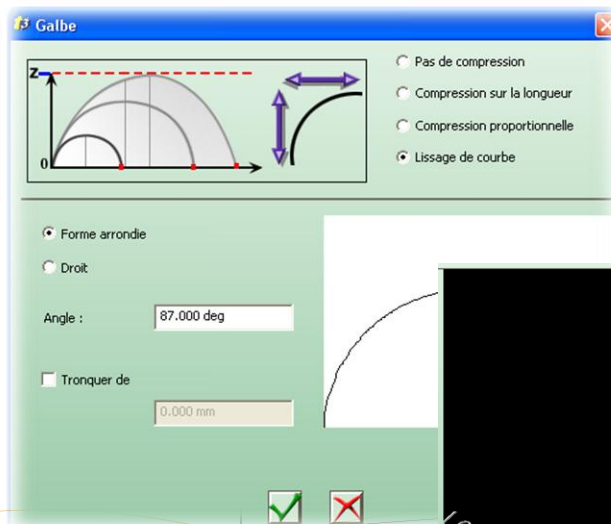 Galbe
Z
0
Pas de compression
Compression sur la longueur
Compression proportionnelle
Lissage de courbe
Forme arrondie
Droit
Angle : 87.000 deg
Tronquer de
0.000 mm